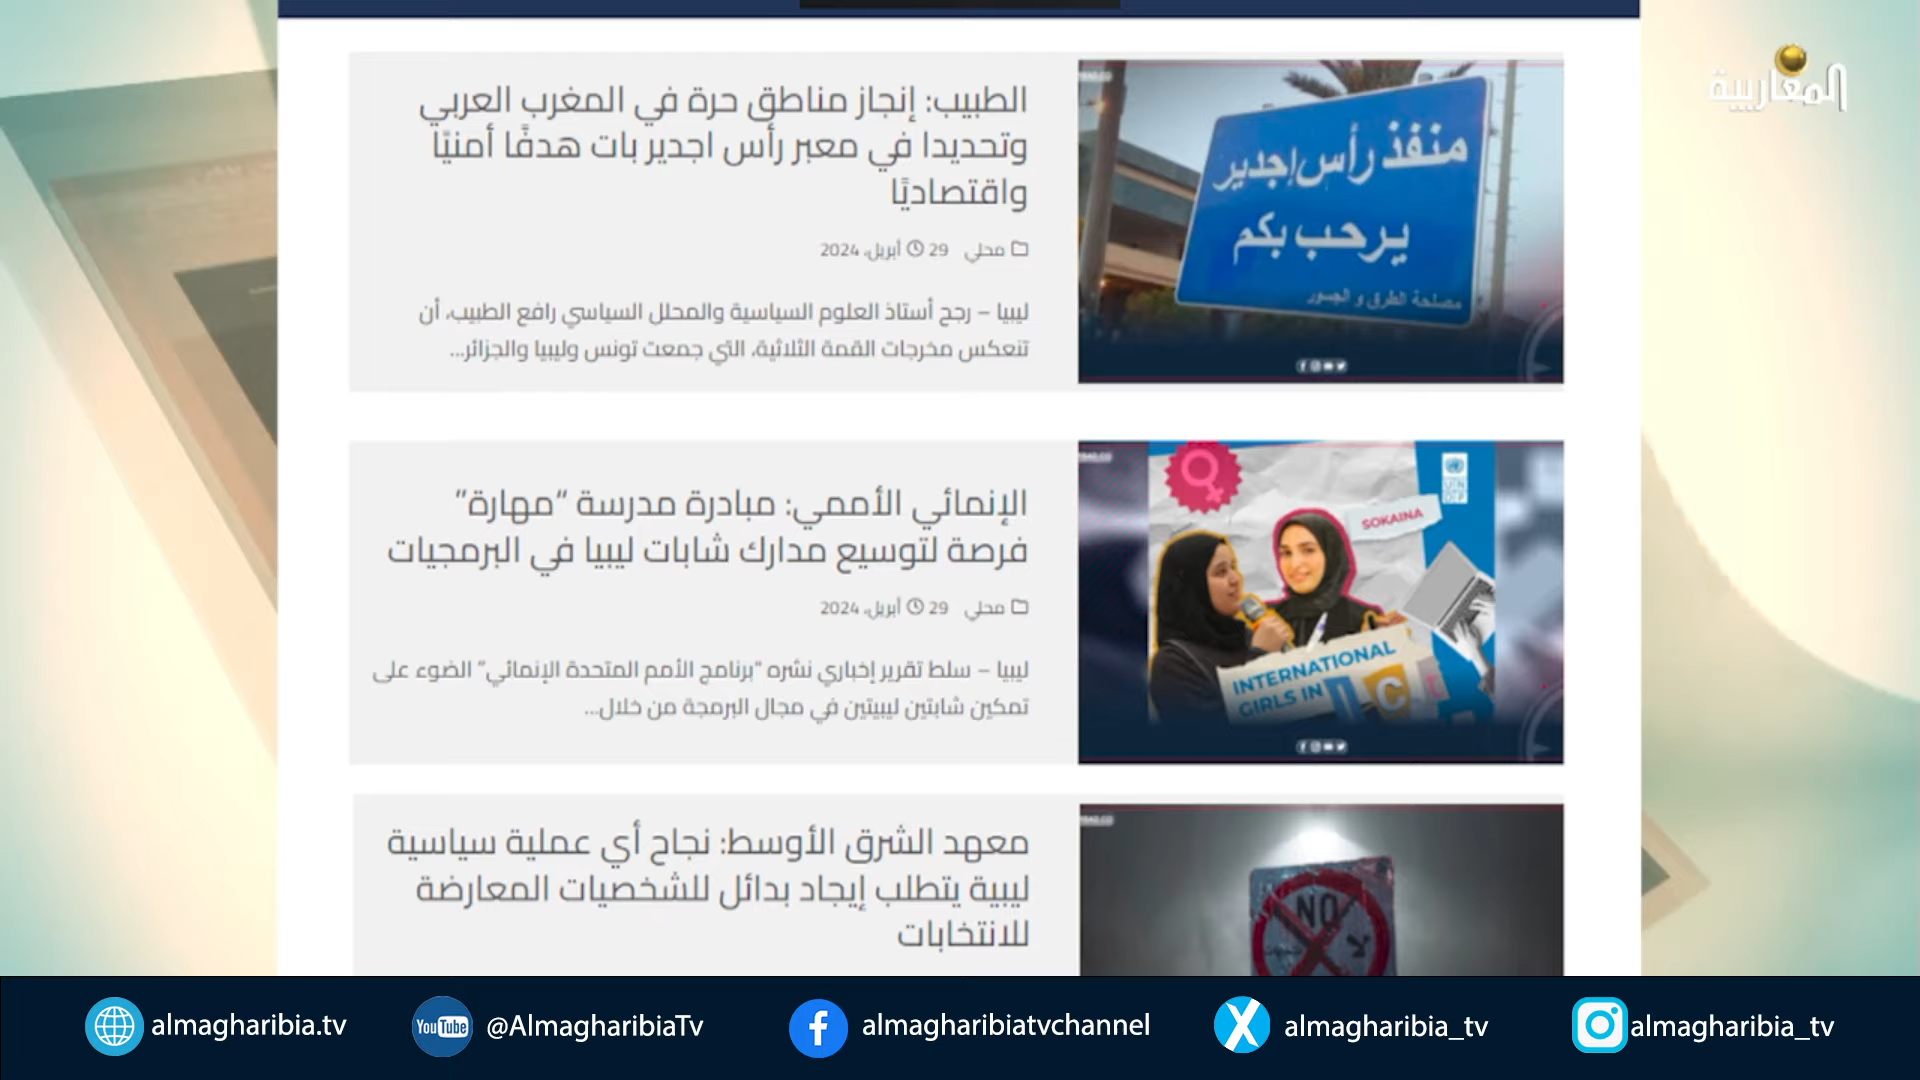 المغاربية
الطبيب: إنجاز مناطق حرة في المغرب العربي
وتحديدا في معبر رأس اجدير بات هدفًا أمنيًا
واقتصاديًا
محلي 29 أبريل، 2024
ليبيا – رجح أستاذ العلوم السياسية والمحلل السياسي رافع الطبيب، أن
تنعكس مخرجات القمة الثلاثية، التي جمعت تونس وليبيا والجزائر...
منفذ رأس إجدير
يرحب بكم
مصلحة الطرق و الجسور
الإنمائي الأممي: مبادرة مدرسة “مهارة”
فرصة لتوسيع مدارك شابات ليبيا في البرمجيات
محلي 29 أبريل، 2024
ليبيا – سلط تقرير إخباري نشره “برنامج الأمم المتحدة الإنمائي” الضوء على
تمكين شابتين ليبيتين في مجال البرمجة من خلال...
UN
DP
SOKAINA
INTERNATIONAL
GIRLS IN ICT
معهد الشرق الأوسط: نجاح أي عملية سياسية
ليبية يتطلب إيجاد بدائل للشخصيات المعارضة
للانتخابات
NO
almagharibia.tv
YouTube @AlmagharibiaTv
almagharibiatvchannel
almagharibia_tv
almagharibia_tv